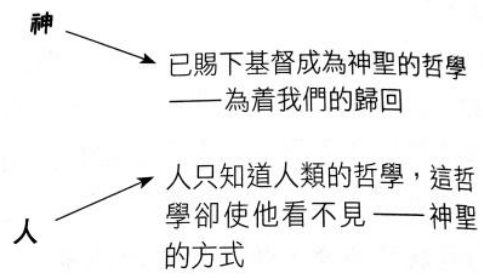 神
已賜下基督成為神聖的哲學
——為着我們的歸回
人只知道人類的哲學，這哲
學卻使他看不見——神聖
的方式
人